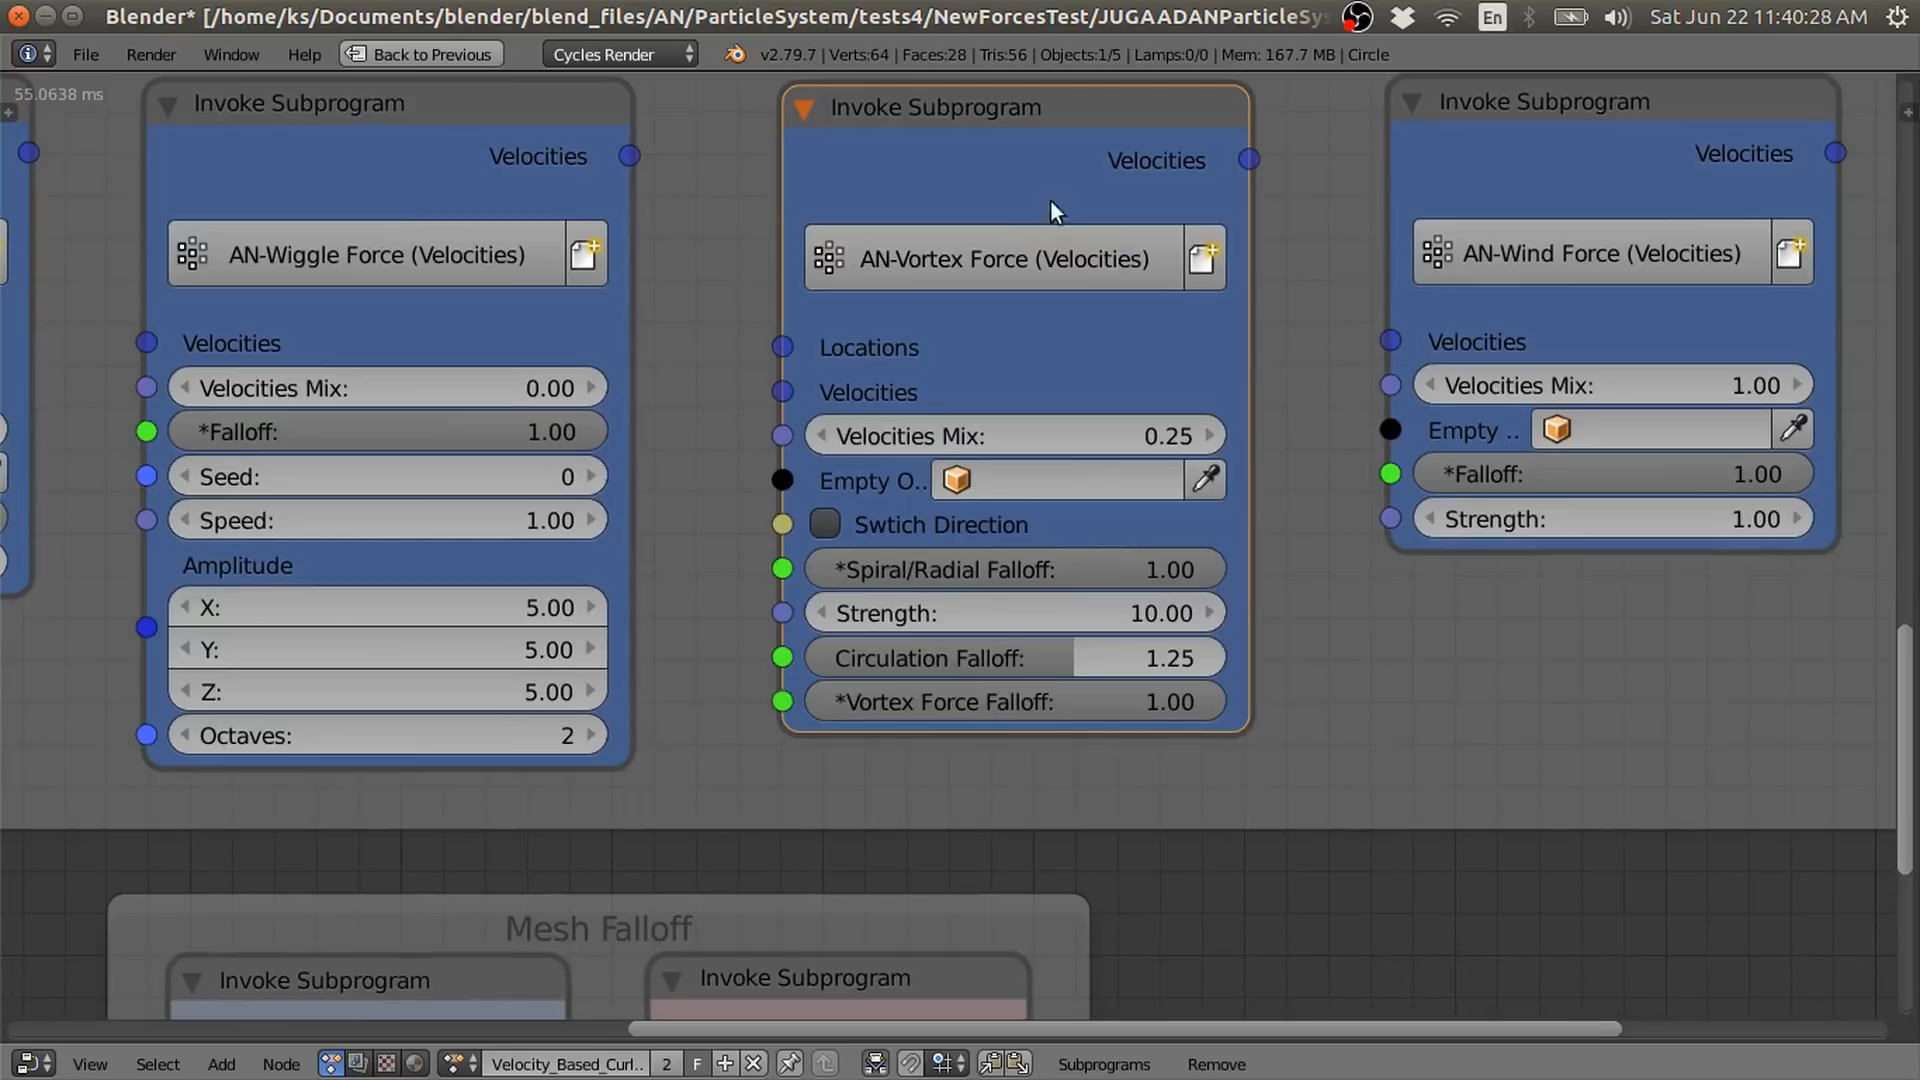 Blender* [/home/ks/Documents/blender/blend_files/AN/ParticleSystem/tests4/NewForcesTest/JUGAADANParticleSys
En
Sat Jun 22 11:40:28 AM
File
Render
Window
Help
Back to Previous
Cycles Render
v2.79.7 | Verts:64 | Faces:28 | Tris:56 | Objects:1/5 | Lamps:0/0 | Mem: 167.7 MB | Circle
55.0638 ms
Invoke Subprogram
Velocities
AN-Wiggle Force (Velocities)
Velocities
Velocities Mix: 0.00
*Falloff: 1.00
Seed: 0
Speed: 1.00
Amplitude
X: 5.00
Y: 5.00
Z: 5.00
Octaves: 2
Invoke Subprogram
Velocities
AN-Vortex Force (Velocities)
Locations
Velocities
Velocities Mix: 0.25
Empty O..
Swtich Direction
*Spiral/Radial Falloff: 1.00
Strength: 10.00
Circulation Falloff: 1.25
*Vortex Force Falloff: 1.00
Invoke Subprogram
Velocities
AN-Wind Force (Velocities)
Velocities
Velocities Mix: 1.00
Empty ..
*Falloff: 1.00
Strength: 1.00
Mesh Falloff
Invoke Subprogram
Invoke Subprogram
View
Select
Add
Node
Velocity_Based_Curl..
2
F
Subprograms
Remove